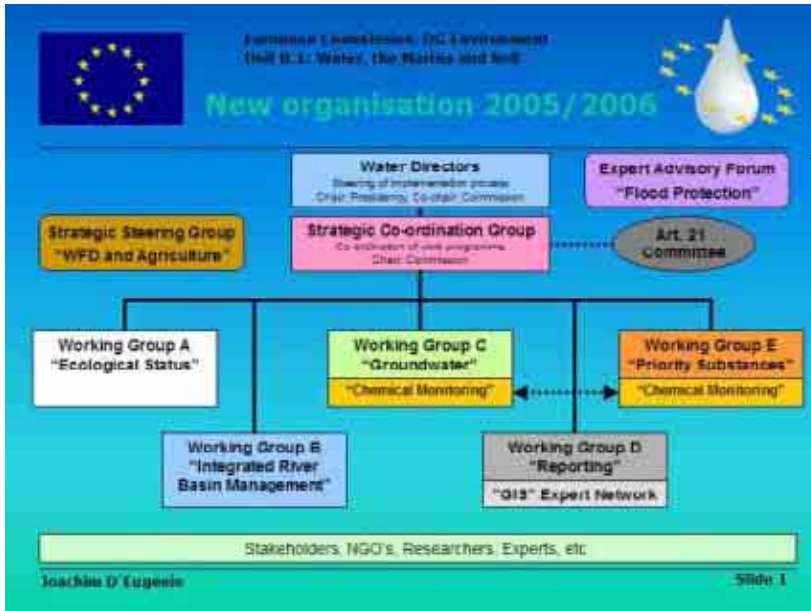 European Commission, DG Environment
Unit B.1: Water, the Marine and Soil
New organisation 2005/2006
Water Directors
Steering of implementation process
Chair: Presidency, Co-chair: Commission
Expert Advisory Forum
"Flood Protection"
Strategic Steering Group
"WFD and Agriculture"
Strategic Co-ordination Group
Co-ordination of work programme
Chair: Commission
Art. 21
Committee
Working Group A
"Ecological Status"
Working Group C
"Groundwater"
"Chemical Monitoring"
Working Group E
"Priority Substances"
"Chemical Monitoring"
Working Group B
"Integrated River
Basin Management"
Working Group D
"Reporting"
"GIS" Expert Network
Stakeholders, NGO's, Researchers, Experts, etc
Joachim D'Eugenio
Slide 1